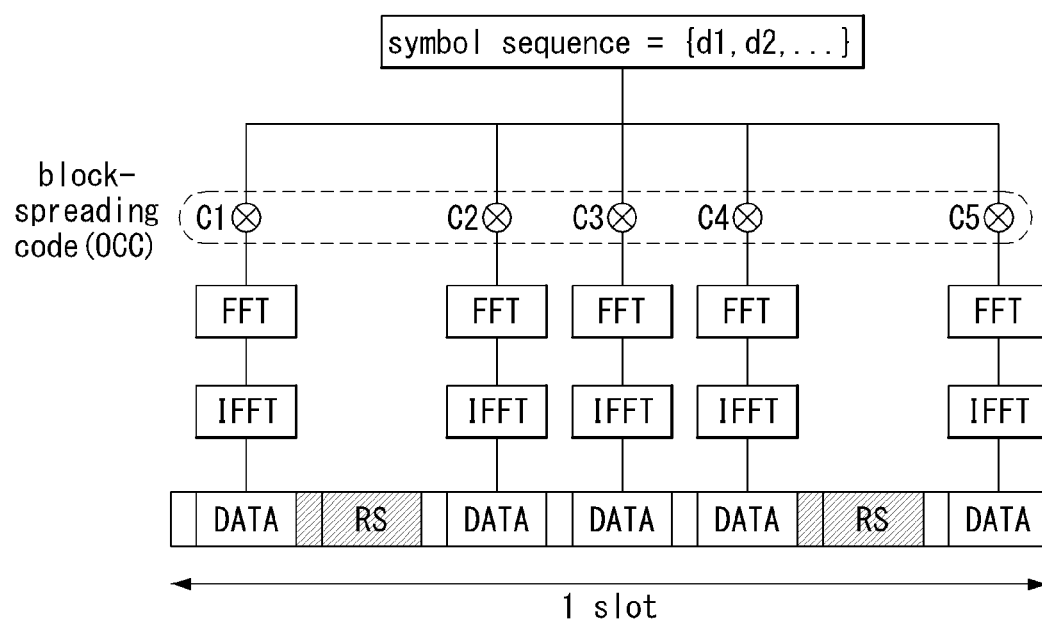 symbol sequence = {d1,d2,...}
block-
spreading
code(OCC)
C1 C2 C3 C4 C5
FFT FFT FFT FFT FFT
IFFT IFFT IFFT IFFT IFFT
DATA RS DATA DATA DATA RS DATA
1 slot